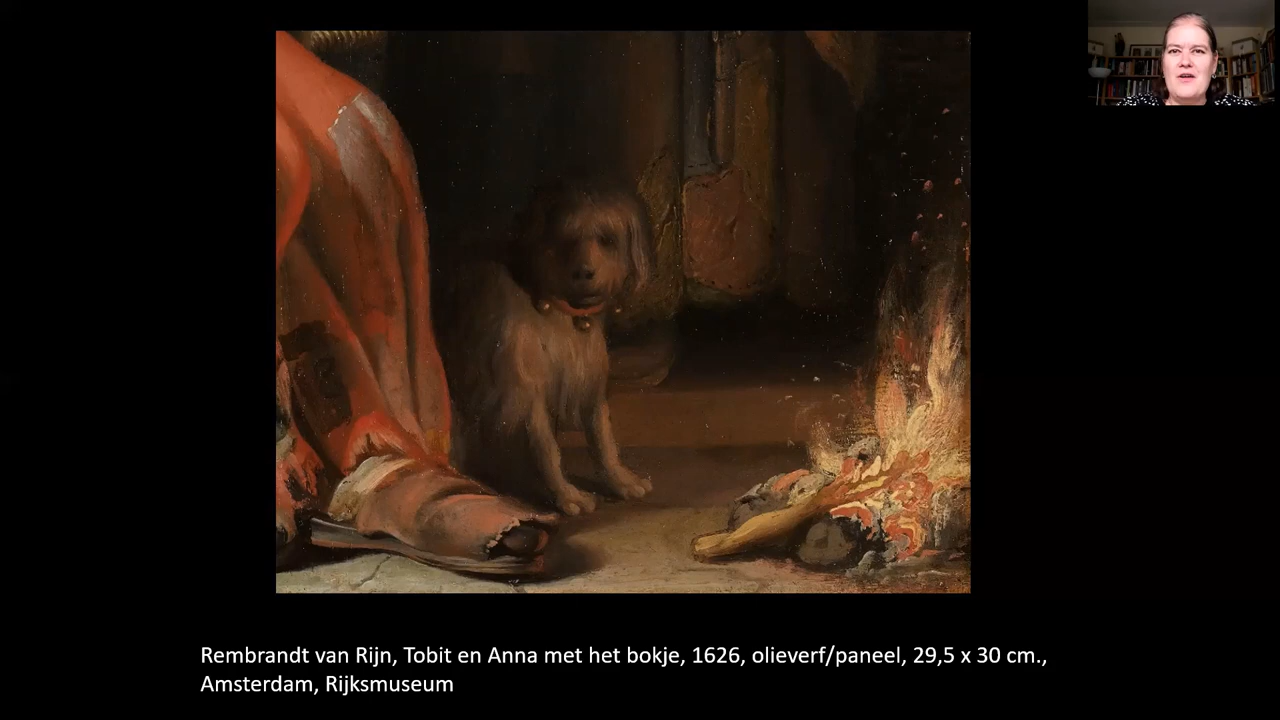 Rembrandt van Rijn, Tobit en Anna met het bokje, 1626, olieverf/paneel, 29,5 x 30 cm.,
Amsterdam, Rijksmuseum